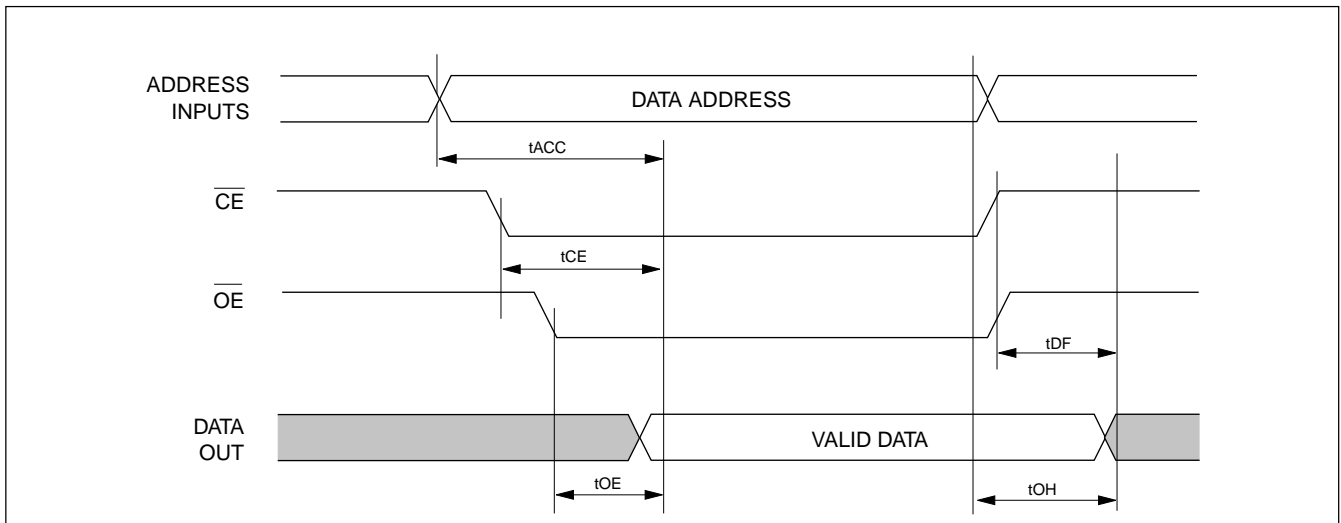 ADDRESS
INPUTS
DATA ADDRESS
tACC
CE
tCE
OE
tDF
DATA
OUT
VALID DATA
tOE
tOH